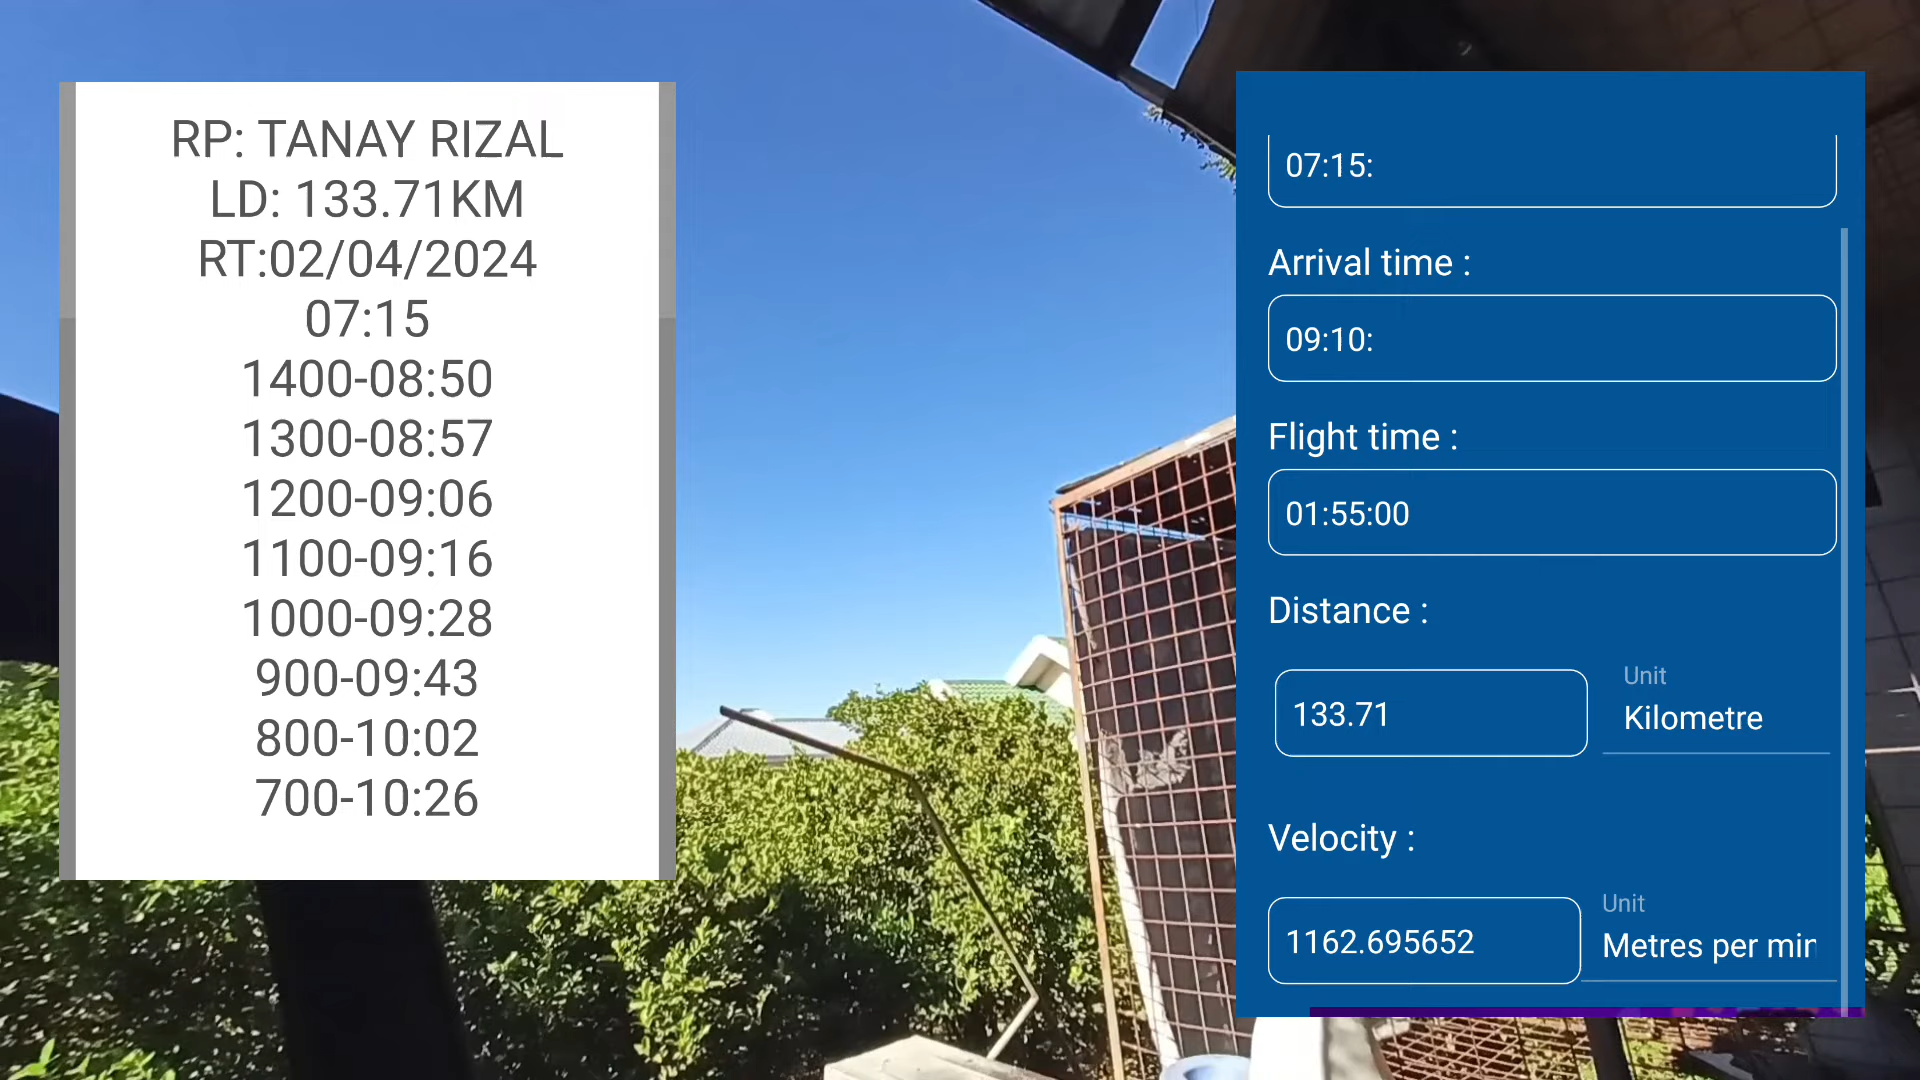 RP: TANAY RIZAL
LD: 133.71KM
RT:02/04/2024
07:15
1400-08:50
1300-08:57
1200-09:06
1100-09:16
1000-09:28
900-09:43
800-10:02
700-10:26
07:15:
Arrival time :
09:10:
Flight time :
01:55:00
Distance :
Unit
133.71
Kilometre
Velocity :
Unit
1162.695652
Metres per min